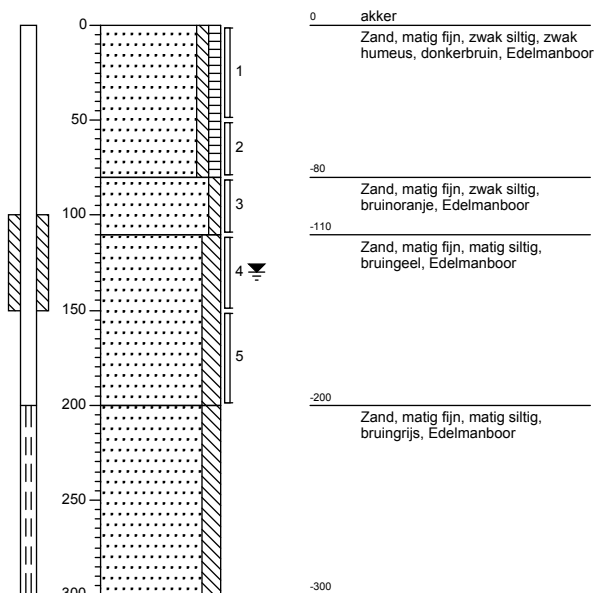 0 akker
0
Zand, matig fijn, zwak siltig, zwak
humeus, donkerbruin, Edelmanboor
1
50
2
-80
Zand, matig fijn, zwak siltig,
bruinoranje, Edelmanboor
3
100
-110
Zand, matig fijn, matig siltig,
bruingeel, Edelmanboor
4
150
5
200
-200
Zand, matig fijn, matig siltig,
bruingrijs, Edelmanboor
250
300
-300